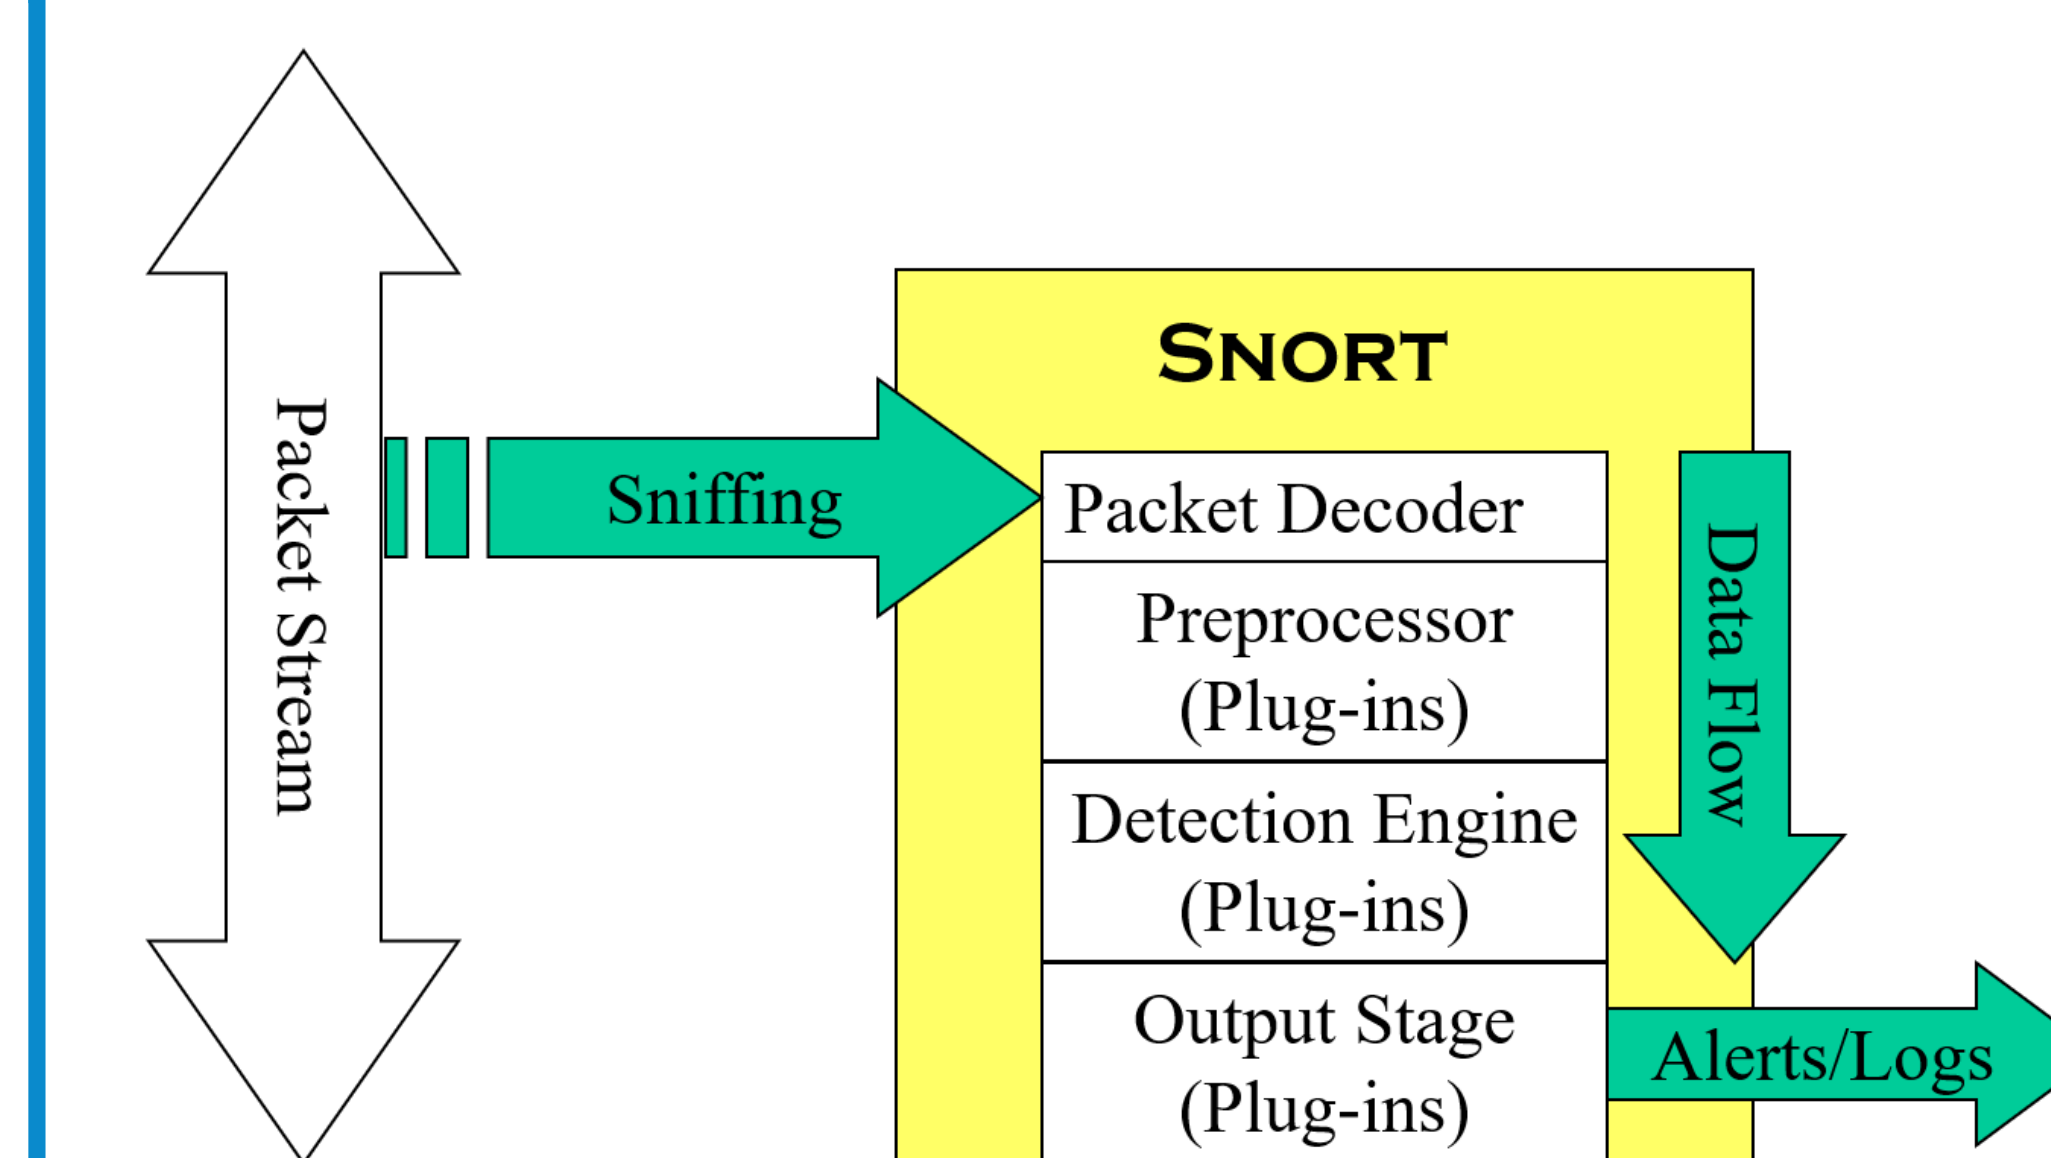 SNORT
Packet Stream
Sniffing
Packet Decoder
Preprocessor
(Plug-ins)
Detection Engine
(Plug-ins)
Output Stage
(Plug-ins)
Data Flow
Alerts/Logs